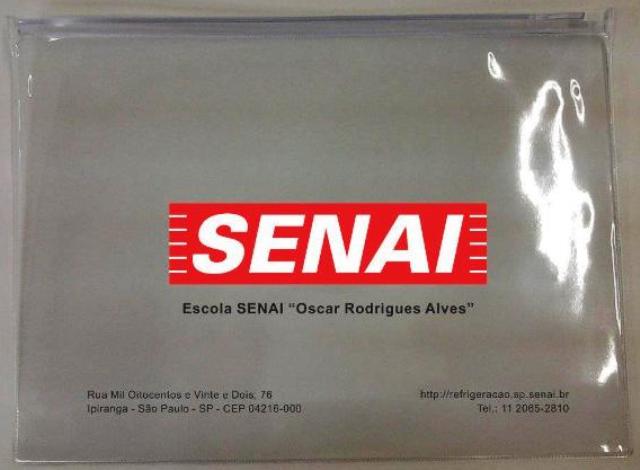 SENAI
Escola SENAI “Oscar Rodrigues Alves”
Rua Mil Oitocentos e Vinte e Dois, 76
Ipiranga - São Paulo - SP - CEP 04216-000
http://refrigeracao.sp.senai.br
Tel.: 11 2065-2810